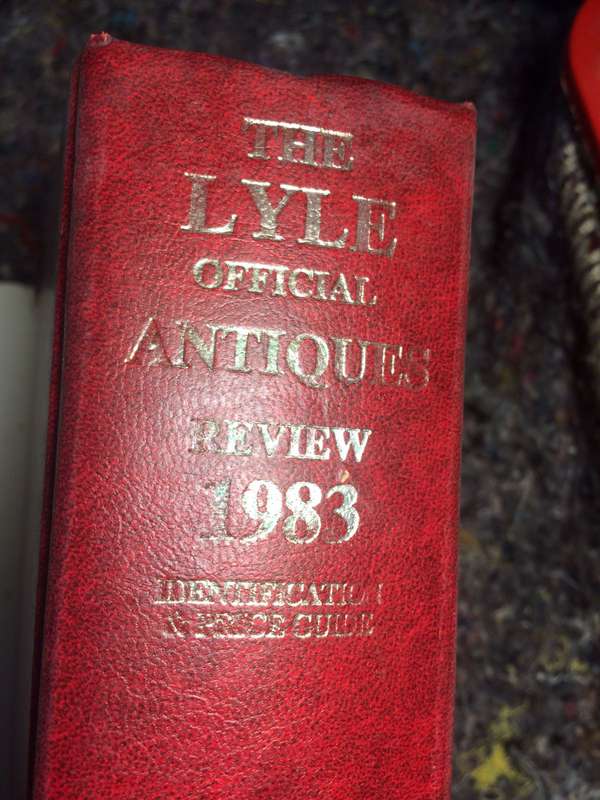 THE
LYLE
OFFICIAL
ANTIQUES
REVIEW
1983
IDENTIFICATION
& PRICE GUIDE